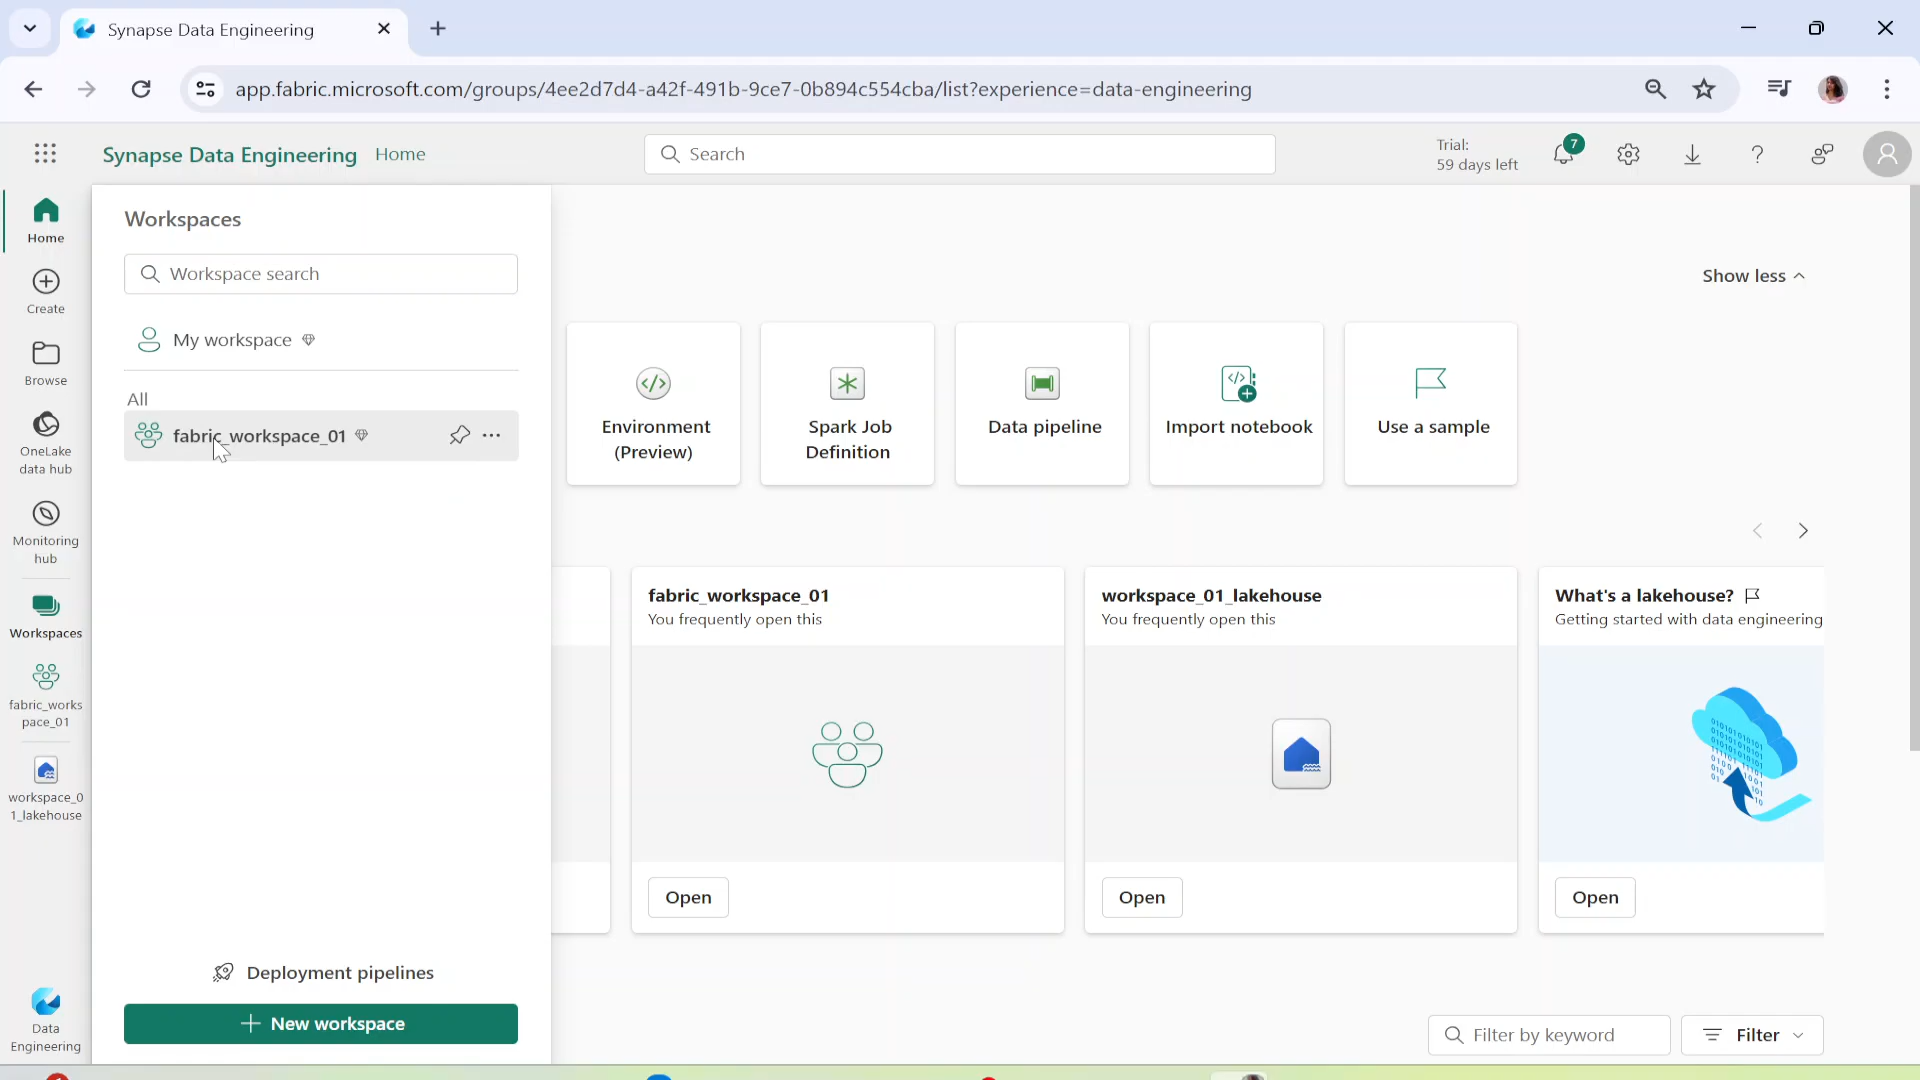 Synapse Data Engineering
app.fabric.microsoft.com/groups/4ee2d7d4-a42f-491b-9ce7-0b894c554cba/list?experience=data-engineering
Synapse Data Engineering
Home
Search
Trial:
59 days left
7
Home
Create
Browse
OneLake
data hub
Monitoring
hub
Workspaces
fabric_works
pace_01
workspace_0
1_lakehouse
Data
Engineering
Workspaces
Workspace search
My workspace
All
fabric_workspace_01
Deployment pipelines
New workspace
Show less
Environment
(Preview)
Spark Job
Definition
Data pipeline
Import notebook
Use a sample
fabric_workspace_01
You frequently open this
Open
workspace_01_lakehouse
You frequently open this
Open
What's a lakehouse?
Getting started with data engineering
Open
Filter by keyword
Filter